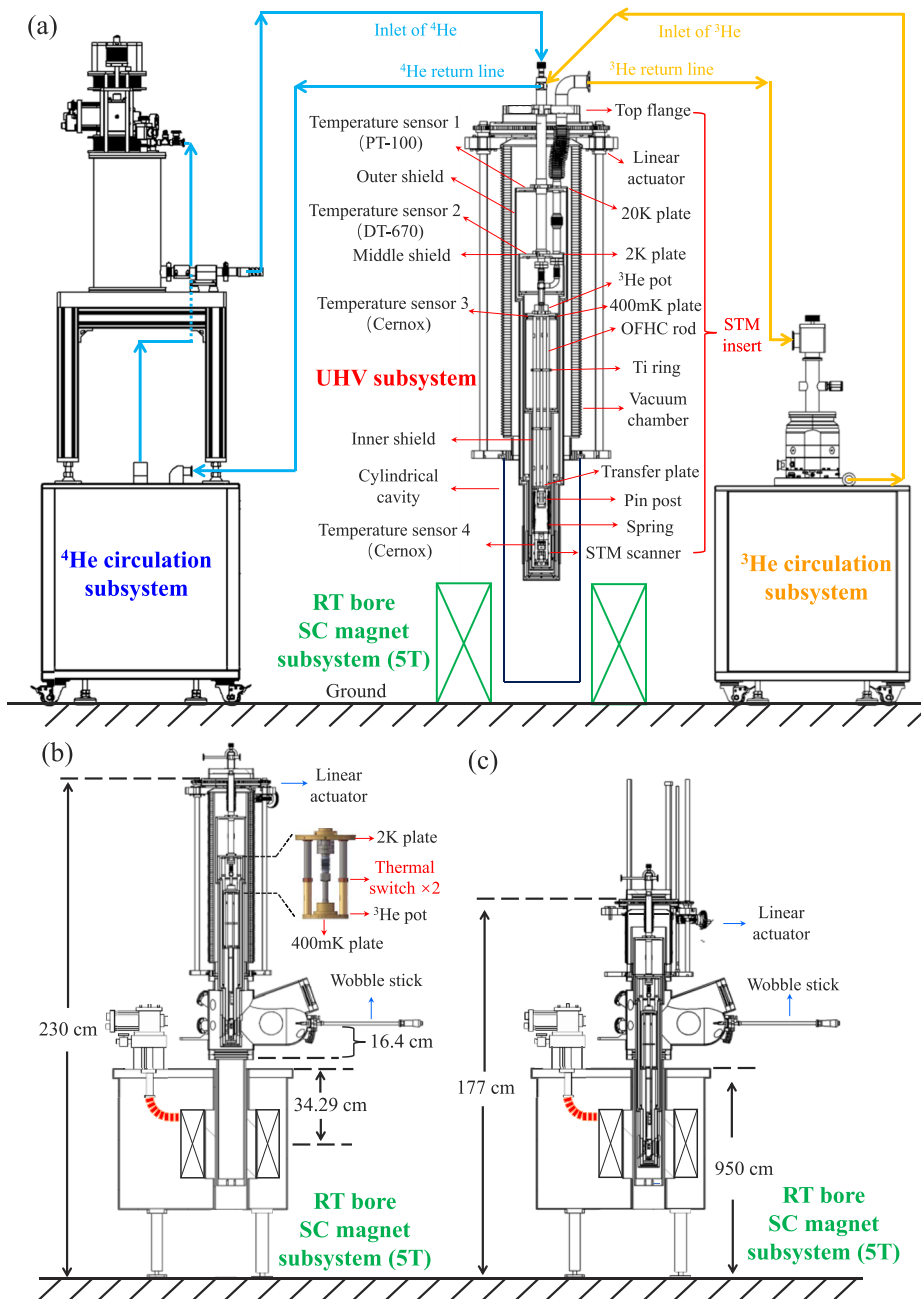 (a)
Inlet of ⁴He
Inlet of ³He
⁴He return line
³He return line
Top flange
Temperature sensor 1
(PT-100)
Linear
actuator
Outer shield
20K plate
Temperature sensor 2
(DT-670)
Middle shield
2K plate
³He pot
Temperature sensor 3
(Cernox)
400mK plate
OFHC rod
STM
insert
UHV subsystem
Ti ring
Vacuum
chamber
Inner shield
Cylindrical
cavity
Transfer plate
Pin post
Spring
Temperature sensor 4
(Cernox)
STM scanner
⁴He circulation
subsystem
³He circulation
subsystem
RT bore
SC magnet
subsystem (5T)
Ground
(b)
Linear
actuator
2K plate
Thermal
switch ×2
³He pot
400mK plate
Wobble stick
230 cm
16.4 cm
34.29 cm
RT bore
SC magnet
subsystem (5T)
(c)
Linear
actuator
Wobble stick
177 cm
950 cm
RT bore
SC magnet
subsystem (5T)